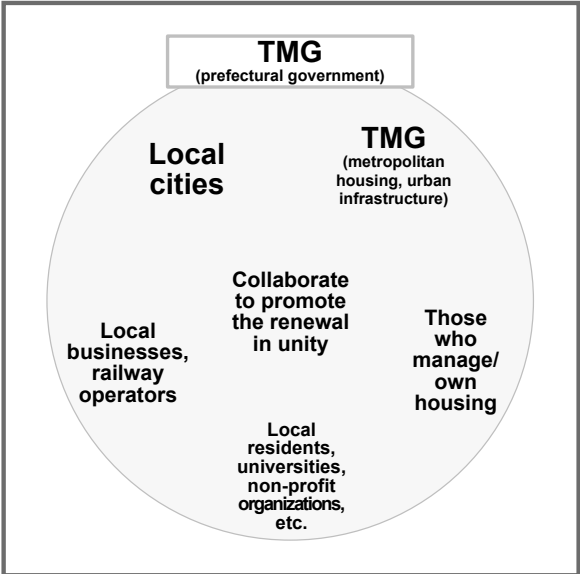 TMG
(prefectural government)
Local
cities
TMG
(metropolitan
housing, urban
infrastructure)
Collaborate
to promote
the renewal
in unity
Local
businesses,
railway
operators
Those
who
manage/
own
housing
Local
residents,
universities,
non-profit
organizations,
etc.